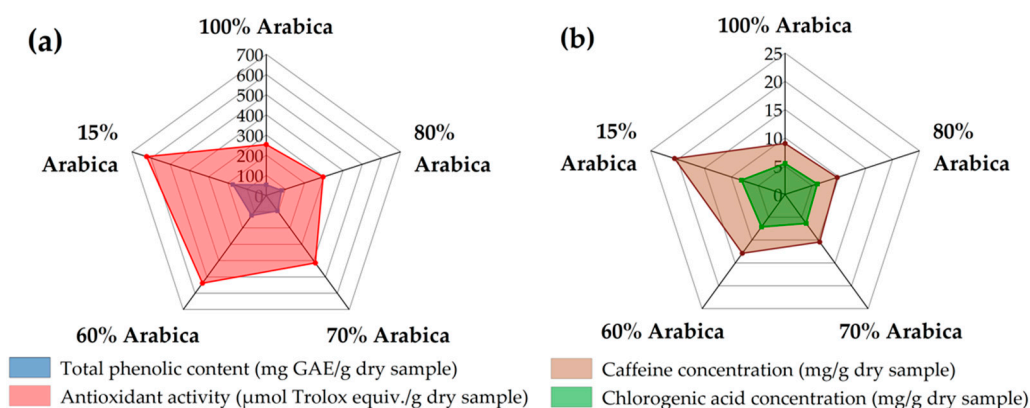 (a)
100% Arabica
700
600
500
400
300
200
100
0
80%
Arabica
70% Arabica
60% Arabica
15%
Arabica
Total phenolic content (mg GAE/g dry sample)
Antioxidant activity (μmol Trolox equiv./g dry sample)
(b)
100% Arabica
25
20
15
10
5
0
80%
Arabica
70% Arabica
60% Arabica
15%
Arabica
Caffeine concentration (mg/g dry sample)
Chlorogenic acid concentration (mg/g dry sample)